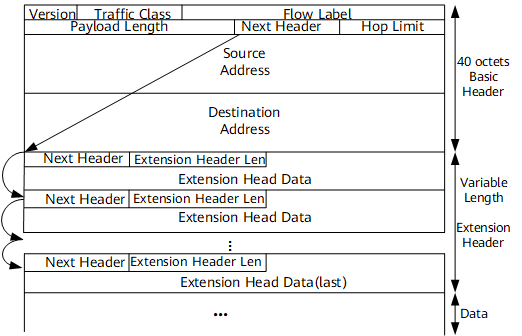 Version Traffic Class Flow Label
Payload Length Next Header Hop Limit
Source
Address
40 octets
Basic
Header
Destination
Address
Next Header Extension Header Len
Extension Head Data
Next Header Extension Header Len
Extension Head Data
Variable
Length
Extension
Header
...
Next Header Extension Header Len
Extension Head Data(last)
...
Data